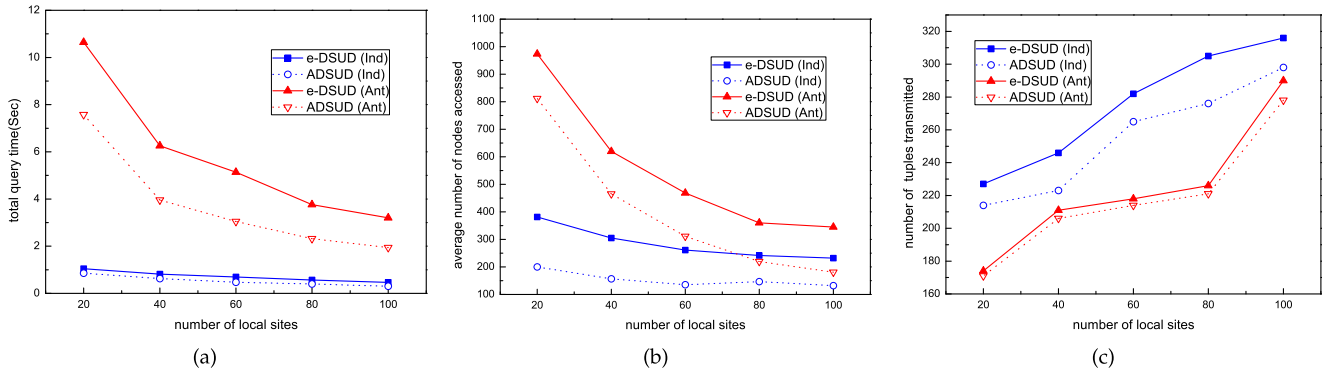 12
10
8
6
4
2
0
total query time(Sec)
e-DSUD (Ind)
ADSUD (Ind)
e-DSUD (Ant)
ADSUD (Ant)
20 40 60 80 100
number of local sites
(a)
1100
1000
900
800
700
600
500
400
300
200
100
average number of nodes accessed
e-DSUD (Ind)
ADSUD (Ind)
e-DSUD (Ant)
ADSUD (Ant)
20 40 60 80 100
number of local sites
(b)
320
300
280
260
240
220
200
180
160
number of tuples transmitted
e-DSUD (Ind)
ADSUD (Ind)
e-DSUD (Ant)
ADSUD (Ant)
20 40 60 80 100
number of local sites
(c)